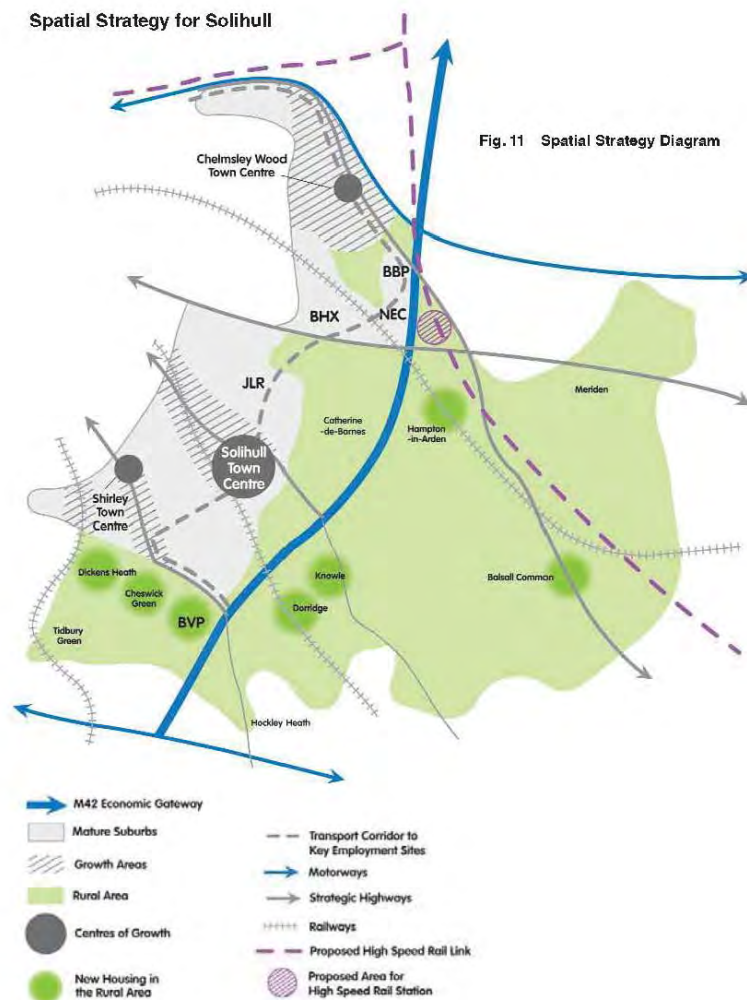 Spatial Strategy for Solihull
Fig. 11 Spatial Strategy Diagram
Chelmsley Wood
Town Centre
BBP
BHX
NEC
JLR
Meriden
Catherine
-de-Barnes
Hampton
-in-Arden
Solihull
Town
Centre
Shirley
Town
Centre
Dickens Heath
Cheswick
Green
Knowle
Balsall Common
Dorridge
BVP
Tidbury
Green
Hockley Heath
M42 Economic Gateway
Mature Suburbs
Growth Areas
Rural Area
Centres of Growth
New Housing in
the Rural Area
Transport Corridor to
Key Employment Sites
Motorways
Strategic Highways
Railways
Proposed High Speed Rail Link
Proposed Area for
High Speed Rail Station